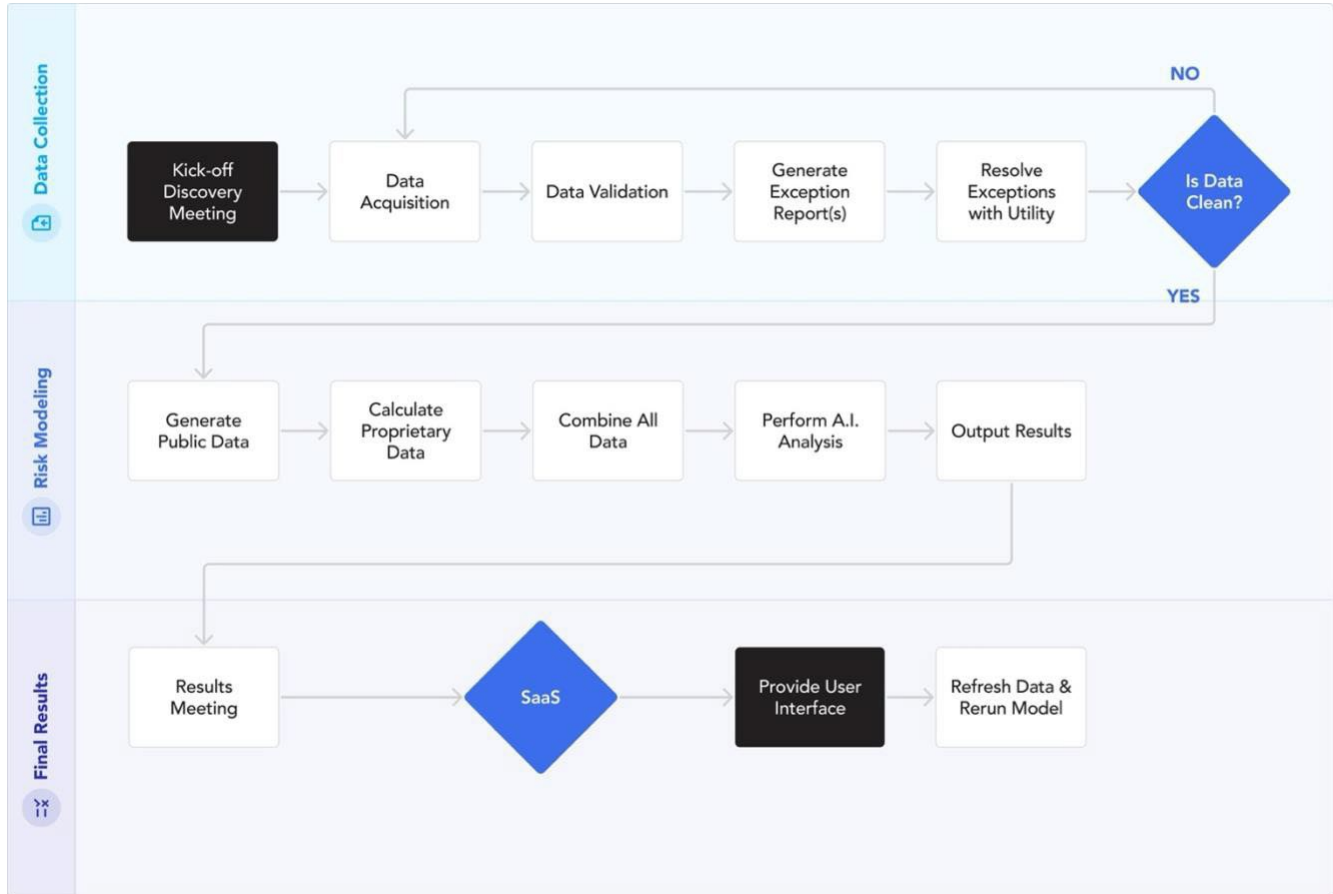 Data Collection
NO
Kick-off
Discovery
Meeting
Data
Acquisition
Data Validation
Generate
Exception
Report(s)
Resolve
Exceptions
with Utility
Is Data
Clean?
YES
Risk Modeling
Generate
Public Data
Calculate
Proprietary
Data
Combine All
Data
Perform A.I.
Analysis
Output Results
Final Results
Results
Meeting
SaaS
Provide User
Interface
Refresh Data &
Rerun Model